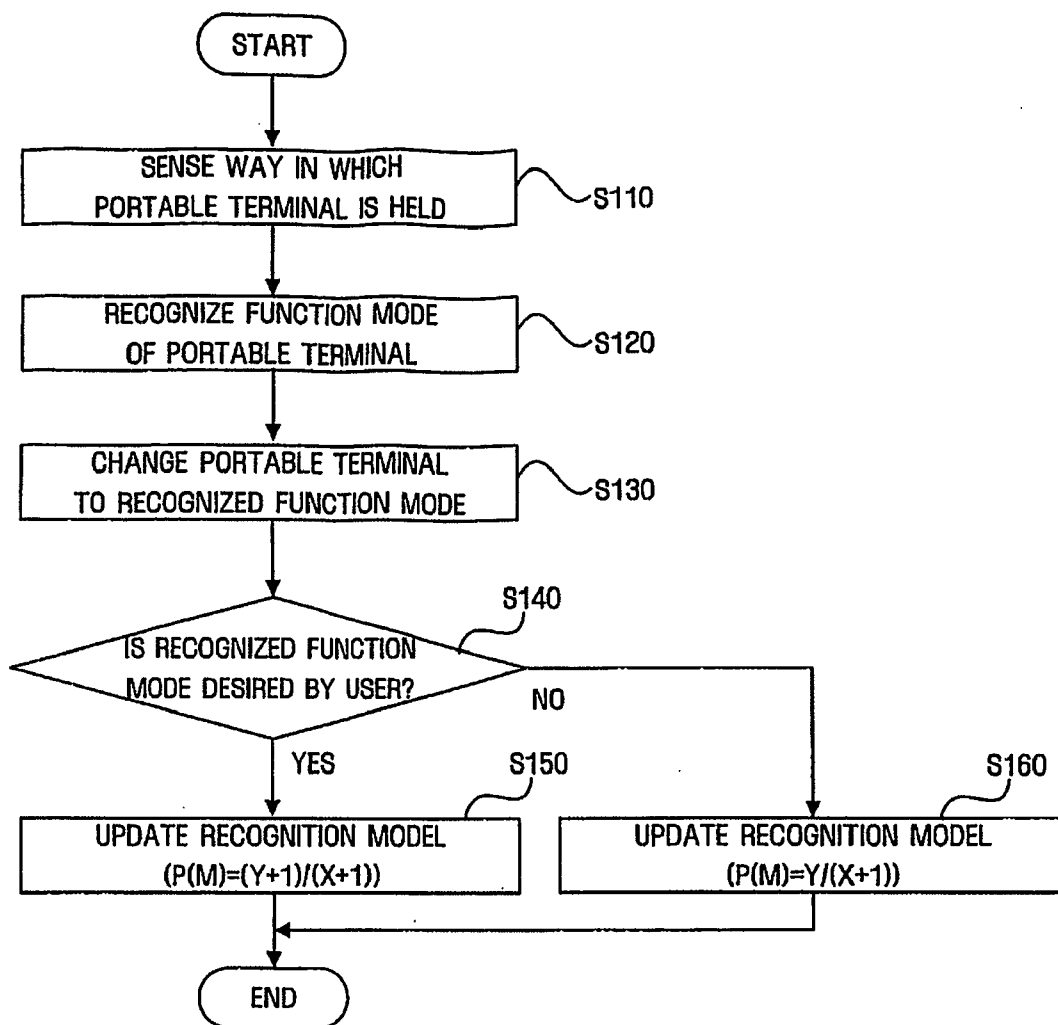 START
SENSE WAY IN WHICH
PORTABLE TERMINAL IS HELD
S110
RECOGNIZE FUNCTION MODE
OF PORTABLE TERMINAL
S120
CHANGE PORTABLE TERMINAL
TO RECOGNIZED FUNCTION MODE
S130
S140
IS RECOGNIZED FUNCTION
MODE DESIRED BY USER?
NO
YES
S150
UPDATE RECOGNITION MODEL
(P(M)=(Y+1)/(X+1))
S160
UPDATE RECOGNITION MODEL
(P(M)=Y/(X+1))
END